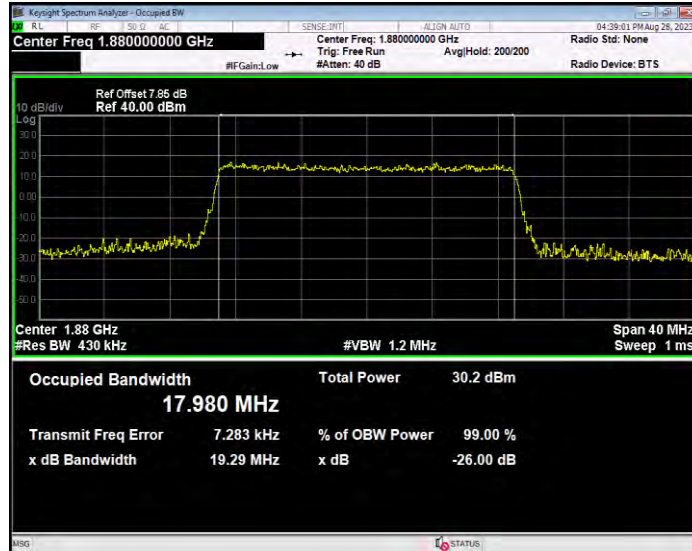 Keysight Spectrum Analyzer - Occupied BW
RL RF 50 Ω AC SENSE:INT ALIGN AUTO 04:39:01 PM Aug 28, 2023
Center Freq 1.880000000 GHz Center Freq: 1.880000000 GHz Radio Std: None
Trig: Free Run Avg|Hold: 200/200
#IFGain:Low #Atten: 40 dB Radio Device: BTS
Ref Offset 7.85 dB
10 dB/div Ref 40.00 dBm
Log
30.0
20.0
10.0
0.00
-10.0
-20.0
-30.0
-40.0
-50.0
Center 1.88 GHz Span 40 MHz
#Res BW 430 kHz #VBW 1.2 MHz Sweep 1 ms
Occupied Bandwidth Total Power 30.2 dBm
17.980 MHz
Transmit Freq Error 7.283 kHz % of OBW Power 99.00 %
x dB Bandwidth 19.29 MHz x dB -26.00 dB
MSG STATUS